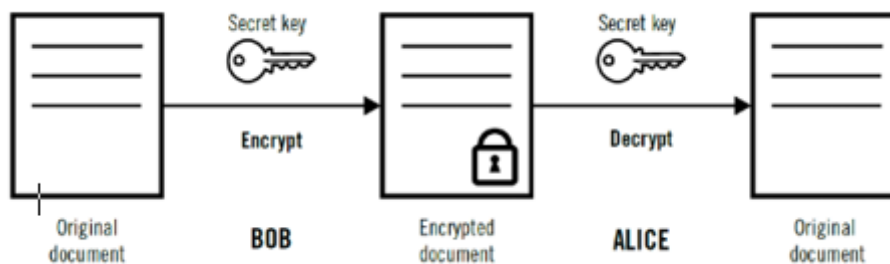 Secret key
Secret key
Encrypt
Decrypt
Original
document
BOB
Encrypted
document
ALICE
Original
document